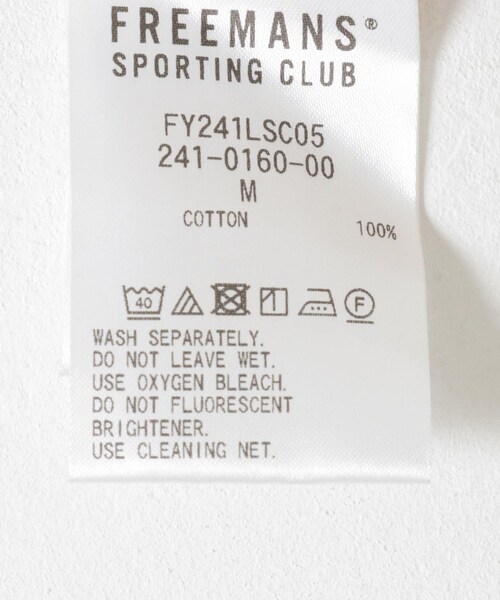 FREEMANS®
SPORTING CLUB
FY241LSC05
241-0160-00
M
COTTON 100%
40 F
WASH SEPARATELY.
DO NOT LEAVE WET.
USE OXYGEN BLEACH.
DO NOT FLUORESCENT
BRIGHTENER.
USE CLEANING NET.